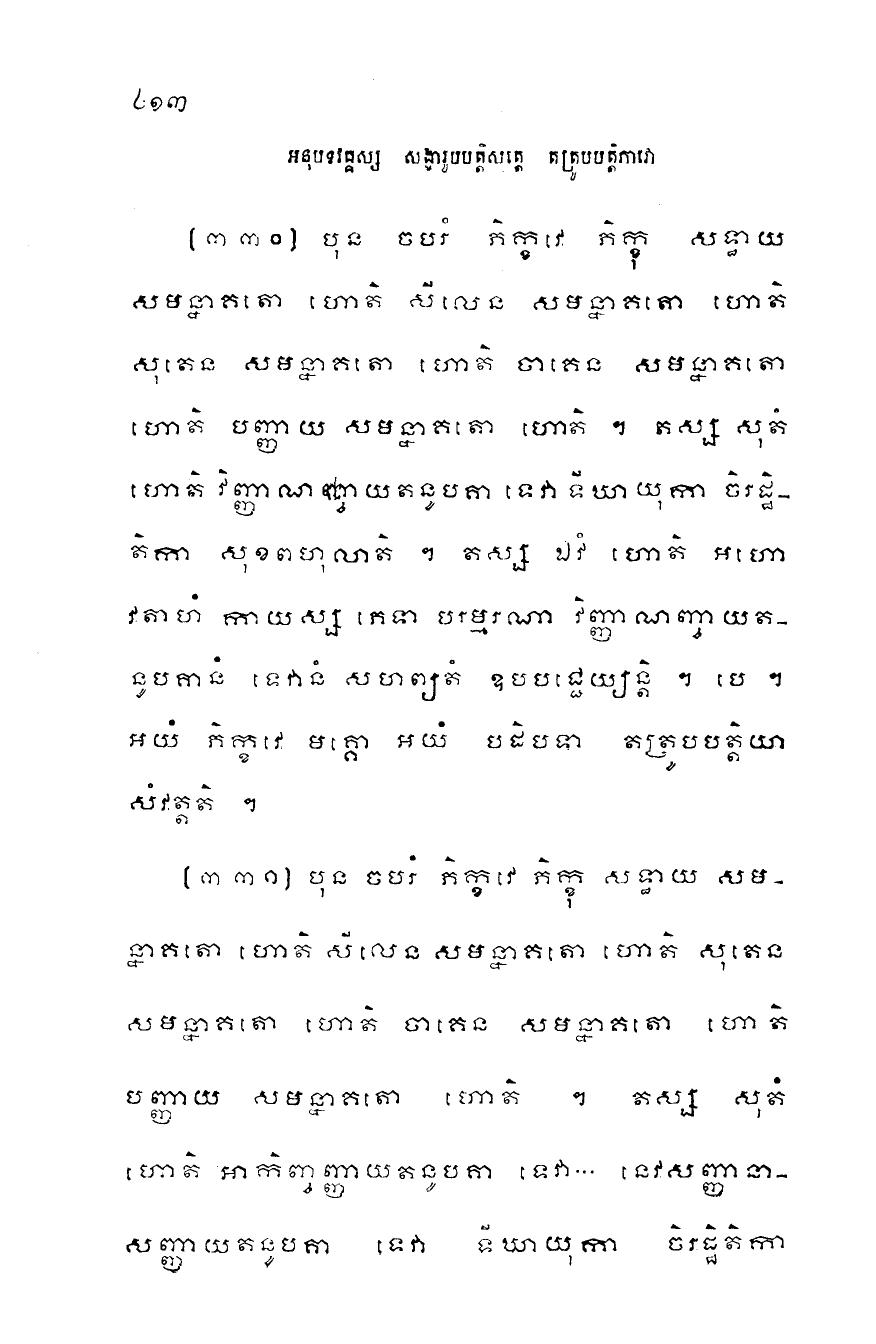 ៤១៣
អនុបទវគ្គស្ស សង្ខារូបបត្តិសុត្តេ តត្រូបបត្តិភាវោ
(៣៣០) បុន ចបរំ ភិក្ខវេ ភិក្ខុ សទ្ធាយ
សមន្នាគតោ ហោតិ សីលេន សមន្នាគតោ ហោតិ
សុតេន សមន្នាគតោ ហោតិ ចាគេន សមន្នាគតោ
ហោតិ បញ្ញាយ សមន្នាគតោ ហោតិ ។ តស្ស សុតំ
ហោតិ វិញ្ញាណញ្ចាយតនូបគា ទេវា ទីឃាយុកា ចិរដ្ឋិ-
តិកា សុខពហុលាតិ ។ តស្ស ឯវំ ហោតិ អហោ
វតាហំ កាយស្ស ភេទា បរម្មរណា វិញ្ញាណញ្ចាយត-
នូបគានំ ទេវានំ សហព្យតំ ឧបបជ្ជេយ្យន្តិ ។ បេ ។
អយំ ភិក្ខវេ មគ្គោ អយំ បដិបទា តត្រូបបត្តិយា
សំវត្តតិ ។
(៣៣១) បុន ចបរំ ភិក្ខវេ ភិក្ខុ សទ្ធាយ សម-
ន្នាគតោ ហោតិ សីលេន សមន្នាគតោ ហោតិ សុតេន
សមន្នាគតោ ហោតិ ចាគេន សមន្នាគតោ ហោតិ
បញ្ញាយ សមន្នាគតោ ហោតិ ។ តស្ស សុតំ
ហោតិ អាកិញ្ចញ្ញាយតនូបគា ទេវា... នេវសញ្ញានា-
សញ្ញាយតនូបគា ទេវា ទីឃាយុកា ចិរដ្ឋិតិកា